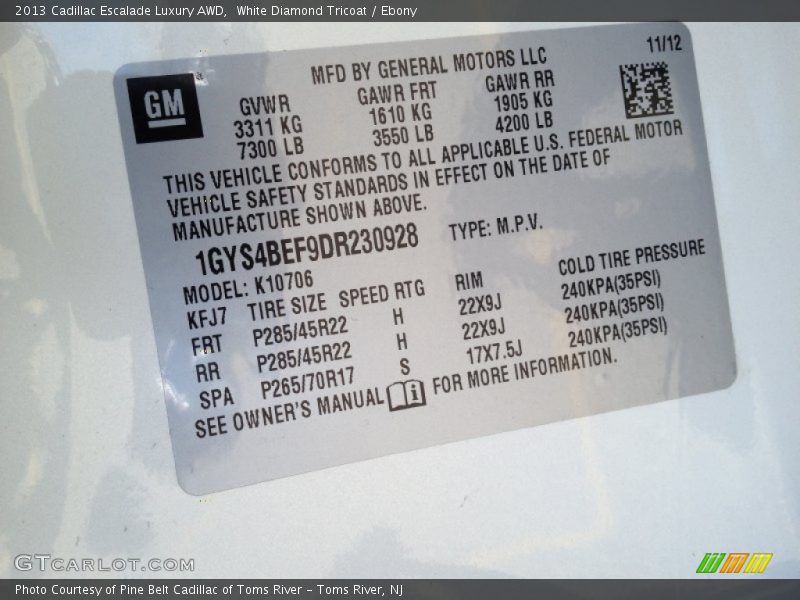 2013 Cadillac Escalade Luxury AWD,  White Diamond Tricoat / Ebony
11/12
MFD BY GENERAL MOTORS LLC
GM
GVWR GAWR FRT GAWR RR
3311 KG 1610 KG 1905 KG
7300 LB 3550 LB 4200 LB
THIS VEHICLE CONFORMS TO ALL APPLICABLE U.S. FEDERAL MOTOR
VEHICLE SAFETY STANDARDS IN EFFECT ON THE DATE OF
MANUFACTURE SHOWN ABOVE.
1GYS4BEF9DR230928 TYPE: M.P.V.
MODEL: K10706
KFJ7 TIRE SIZE SPEED RTG RIM COLD TIRE PRESSURE
FRT P285/45R22 H 22X9J 240KPA(35PSI)
RR P285/45R22 H 22X9J 240KPA(35PSI)
SPA P265/70R17 S 17X7.5J 240KPA(35PSI)
SEE OWNER'S MANUAL FOR MORE INFORMATION.
GTCARLOT.COM
Photo Courtesy of Pine Belt Cadillac of Toms River – Toms River, NJ